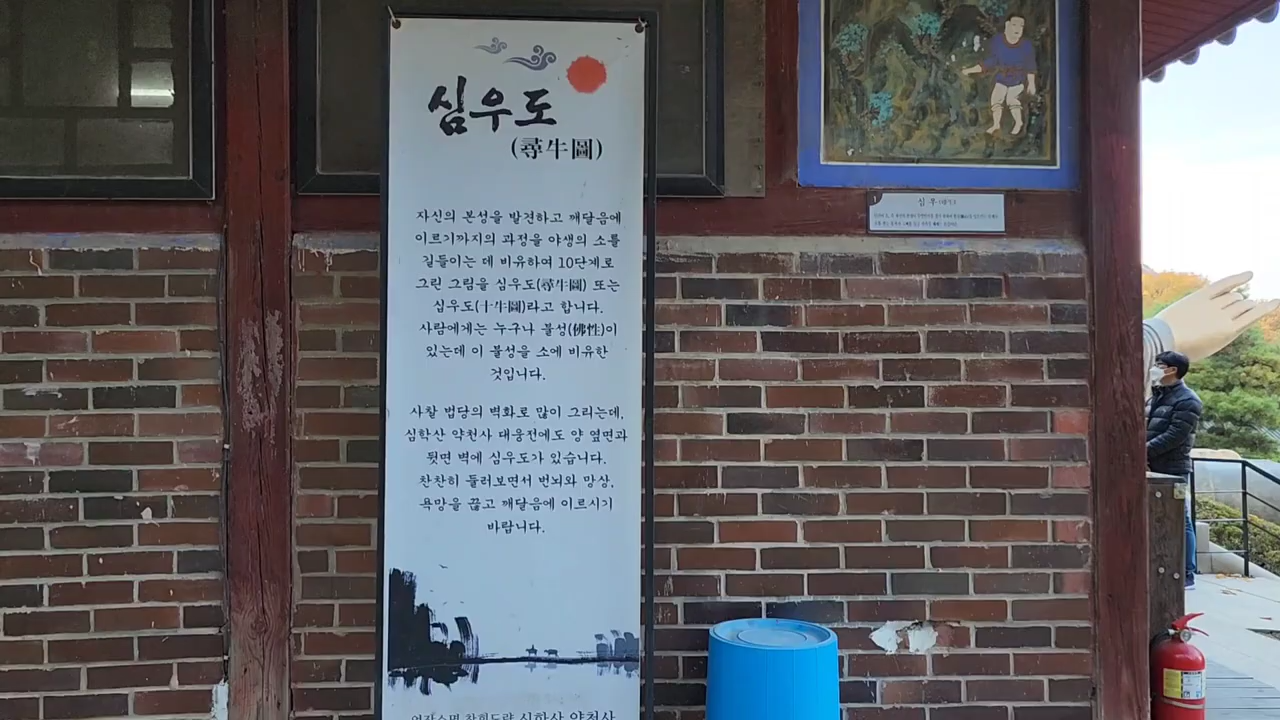 심우도
(尋牛圖)
자신의 본성을 발견하고 깨달음에
이르기까지의 과정을 야생의 소를
길들이는 데 비유하여 10단계로
그린 그림을 심우도(尋牛圖) 또는
십우도(十牛圖)라고 합니다.
사람에게는 누구나 불성(佛性)이
있는데 이 불성을 소에 비유한
것입니다.
사찰 법당의 벽화로 많이 그리는데,
심학산 약천사 대웅전에도 양 옆면과
뒷면 벽에 심우도가 있습니다.
찬찬히 둘러보면서 번뇌와 망상,
욕망을 끊고 깨달음에 이르시기
바랍니다.
심학산 약천사
1
심우